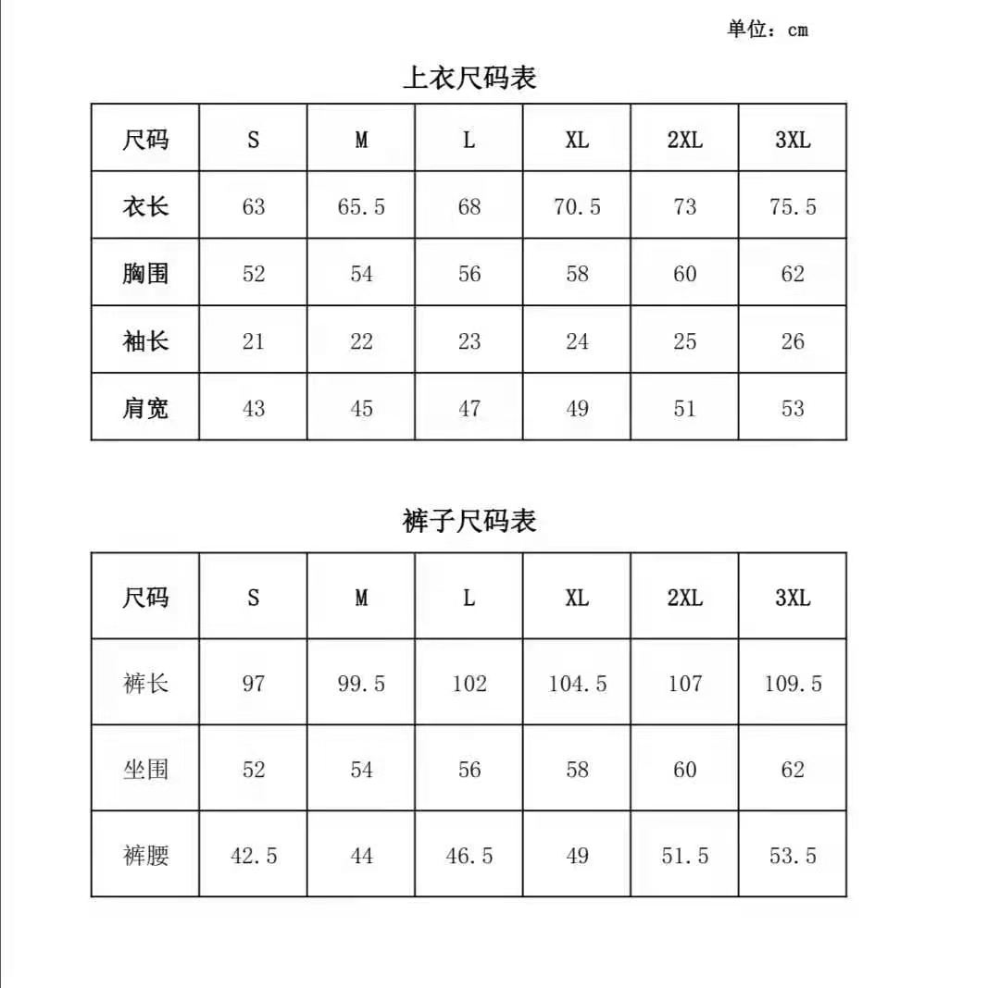 单位：cm
上衣尺码表
尺码 S M L XL 2XL 3XL
衣长 63 65.5 68 70.5 73 75.5
胸围 52 54 56 58 60 62
袖长 21 22 23 24 25 26
肩宽 43 45 47 49 51 53
裤子尺码表
尺码 S M L XL 2XL 3XL
裤长 97 99.5 102 104.5 107 109.5
坐围 52 54 56 58 60 62
裤腰 42.5 44 46.5 49 51.5 53.5